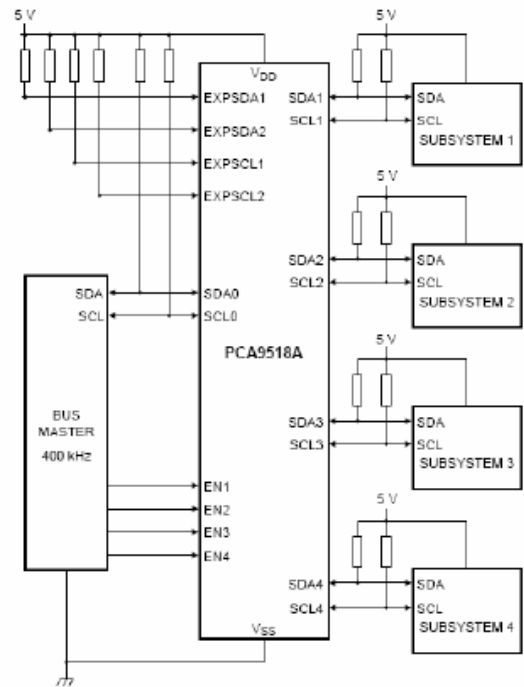 5 V
VDD
EXPSDA1
EXPSDA2
EXPSCL1
EXPSCL2
SDA
SCL
SDA0
SCL0
PCA9518A
BUS
MASTER
400 kHz
EN1
EN2
EN3
EN4
VSS
5 V
SDA1
SCL1
SDA
SCL
SUBSYSTEM 1
5 V
SDA2
SCL2
SDA
SCL
SUBSYSTEM 2
5 V
SDA3
SCL3
SDA
SCL
SUBSYSTEM 3
5 V
SDA4
SCL4
SDA
SCL
SUBSYSTEM 4